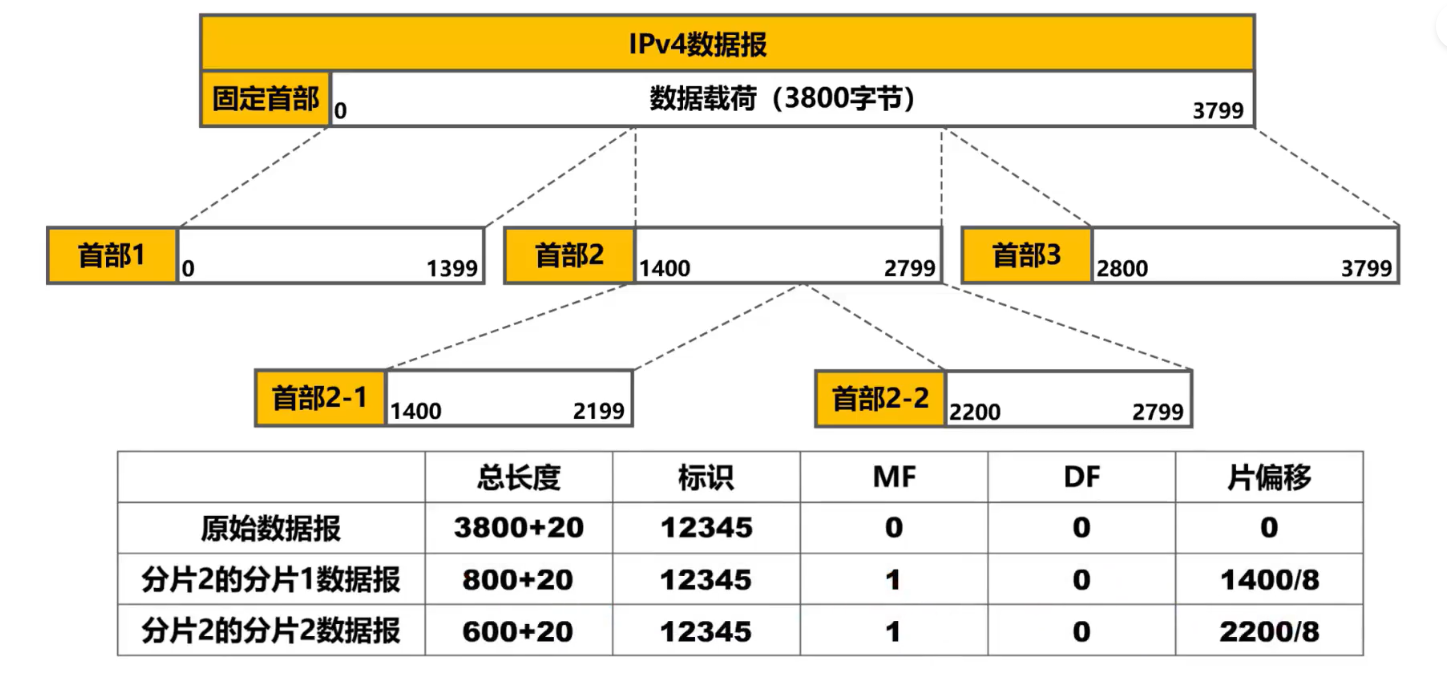 IPv4数据报
固定首部 0 数据载荷（3800字节） 3799
首部1 0 1399 首部2 1400 2799 首部3 2800 3799
首部2-1 1400 2199 首部2-2 2200 2799
总长度 标识 MF DF 片偏移
原始数据报 3800+20 12345 0 0 0
分片2的分片1数据报 800+20 12345 1 0 1400/8
分片2的分片2数据报 600+20 12345 1 0 2200/8